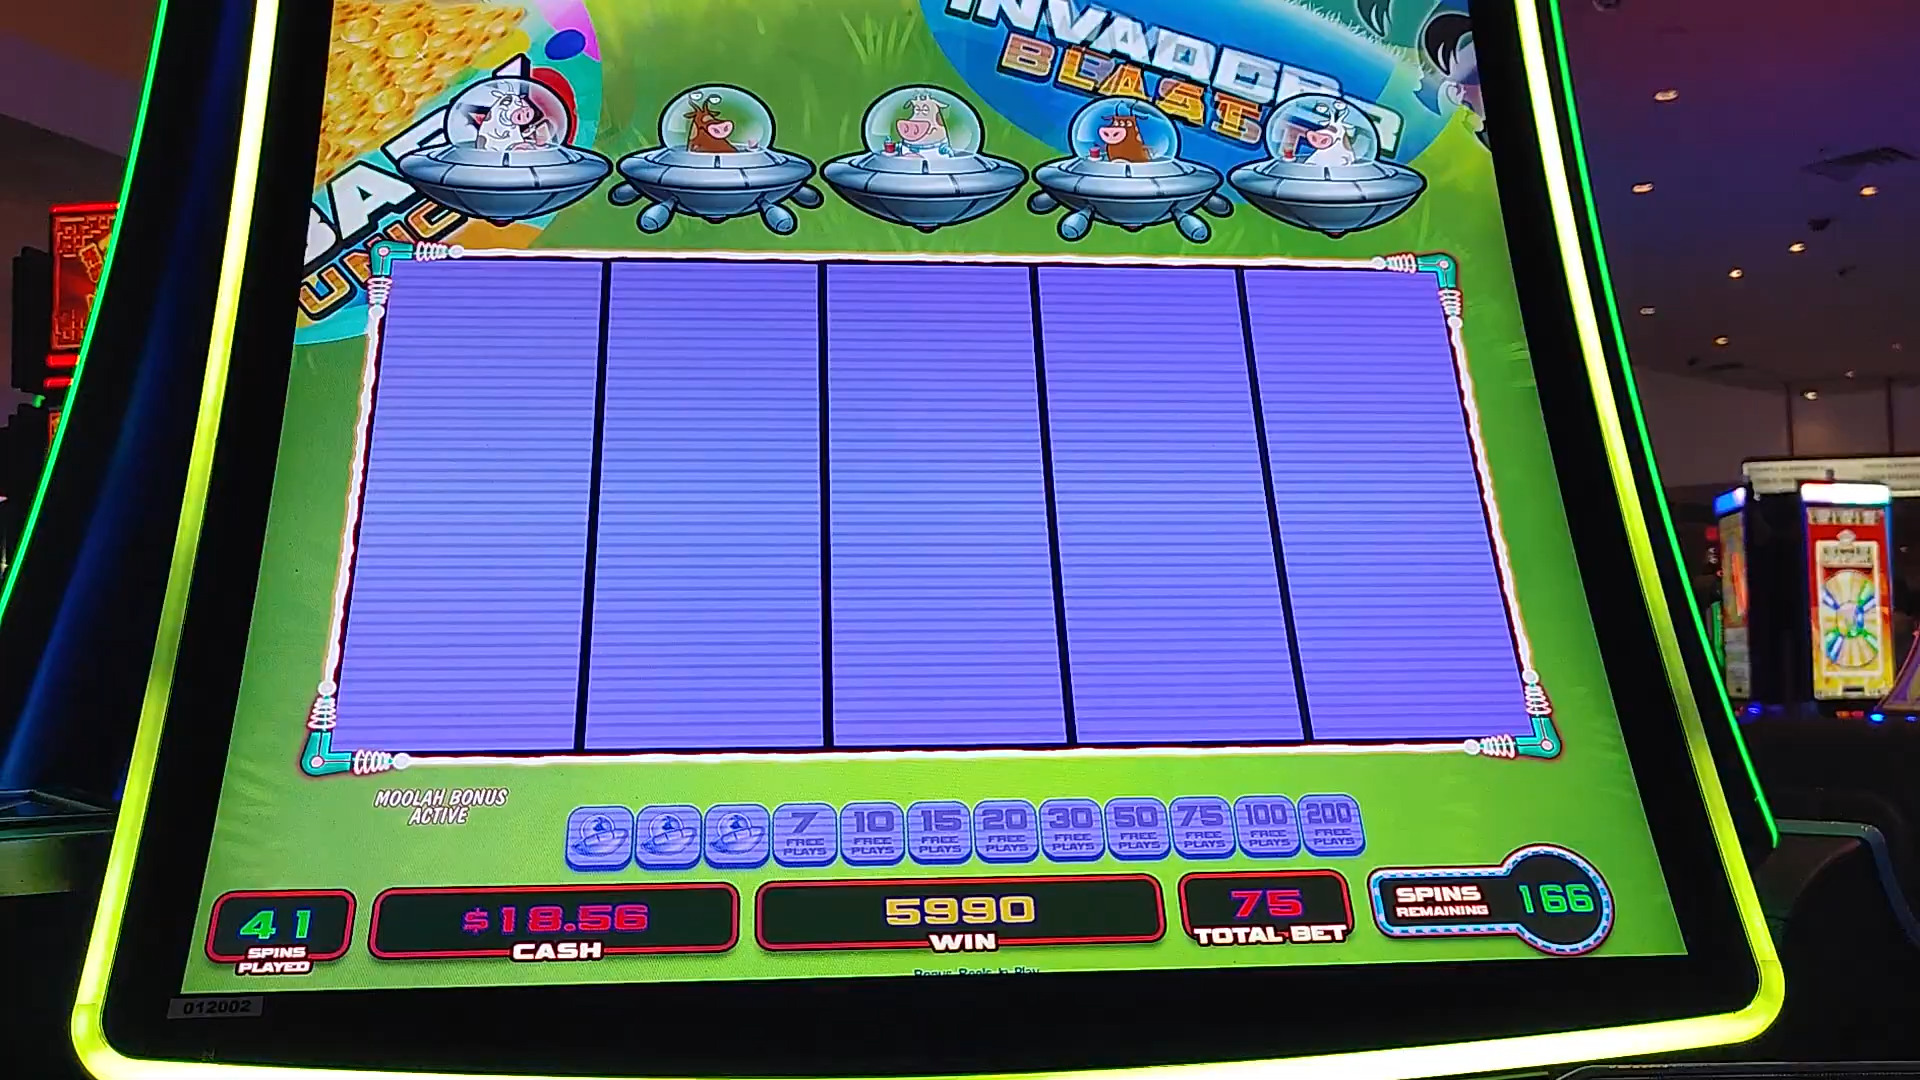 INVADER
BLAST
MOOLAH BONUS
ACTIVE
7
FREE
PLAYS
10
FREE
PLAYS
15
FREE
PLAYS
20
FREE
PLAYS
30
FREE
PLAYS
50
FREE
PLAYS
75
FREE
PLAYS
100
FREE
PLAYS
200
FREE
PLAYS
41
SPINS
PLAYED
$18.56
CASH
5990
WIN
75
TOTAL BET
SPINS
REMAINING
166
012002